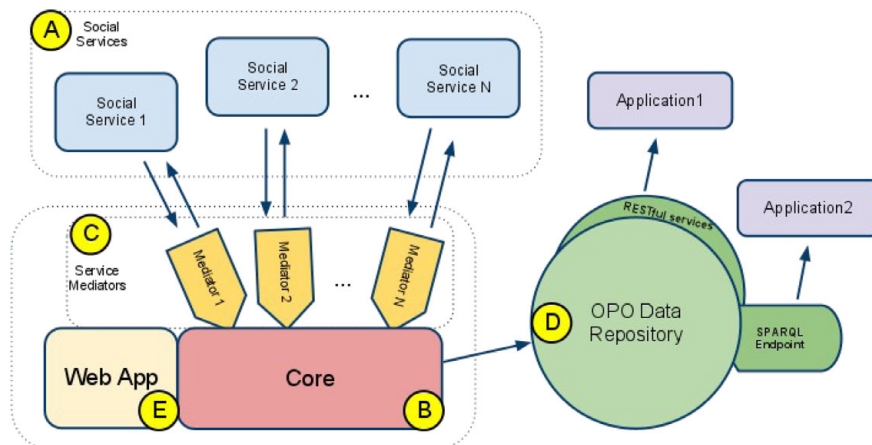 A
Social
Services
Social
Service 1
Social
Service 2
...
Social
Service N
Application1
Application2
C
Service
Mediators
Mediator 1
Mediator 2
...
Mediator N
RESTful services
D
OPO Data
Repository
SPARQL
Endpoint
Web App
E
Core
B